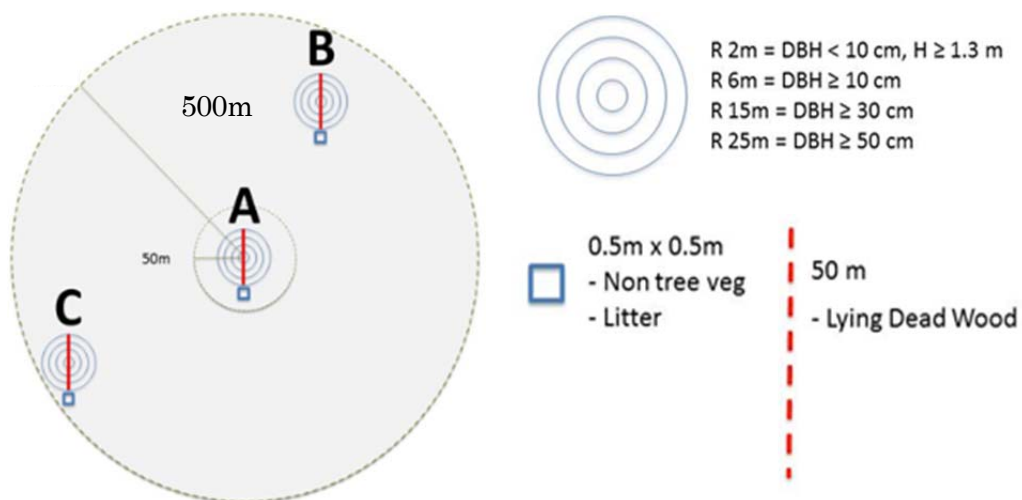 B
500m
A
50m
C
R 2m = DBH < 10 cm, H ≥ 1.3 m
R 6m = DBH ≥ 10 cm
R 15m = DBH ≥ 30 cm
R 25m = DBH ≥ 50 cm
0.5m x 0.5m
- Non tree veg
- Litter
50 m
- Lying Dead Wood